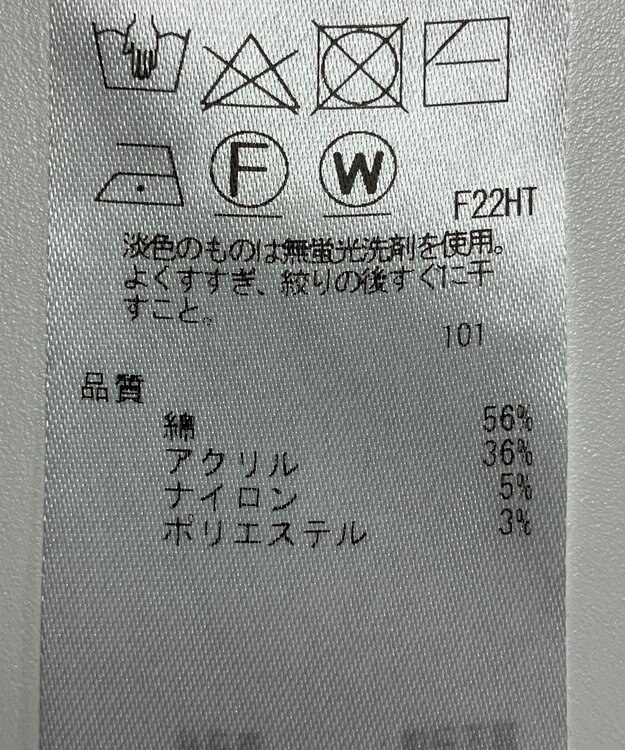 F W
F22HT
淡色のものは無蛍光洗剤を使用。
よくすすぎ、絞りの後すぐに干
すこと。
101
品質
綿 56%
アクリル 36%
ナイロン 5%
ポリエステル 3%